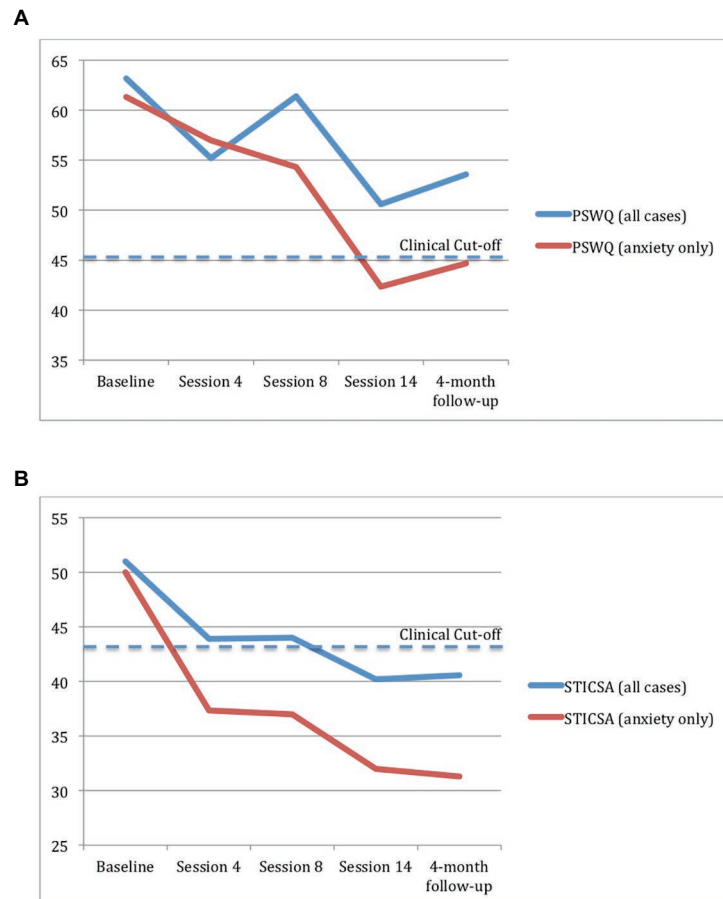 A
65
60
55
50
45
40
35
Clinical Cut-off
PSWQ (all cases)
PSWQ (anxiety only)
Baseline Session 4 Session 8 Session 14 4-month
follow-up
B
55
50
45
40
35
30
25
Clinical Cut-off
STICSA (all cases)
STICSA (anxiety only)
Baseline Session 4 Session 8 Session 14 4-month
follow-up